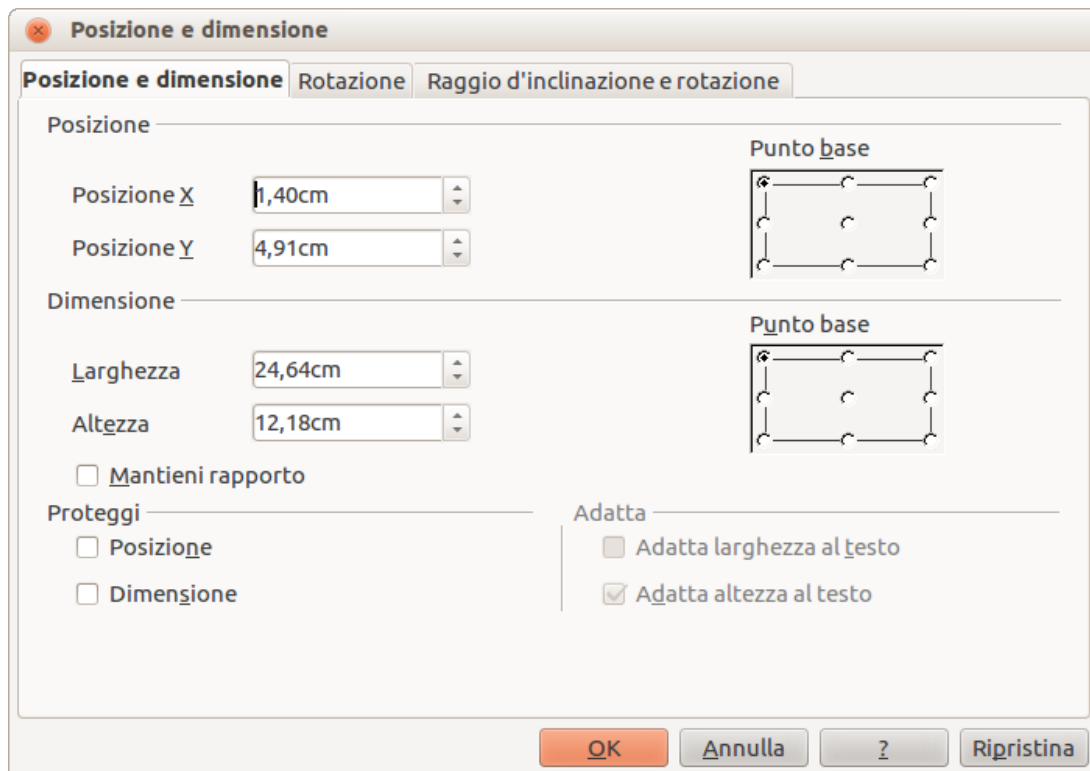 Posizione e dimensione
Posizione e dimensione Rotazione Raggio d'inclinazione e rotazione
Posizione
Punto base
Posizione X 1,40cm
Posizione Y 4,91cm
Dimensione
Punto base
Larghezza 24,64cm
Altezza 12,18cm
Mantieni rapporto
Proteggi Adatta
Posizione Adatta larghezza al testo
Dimensione Adatta altezza al testo
OK Annulla ? Ripristina